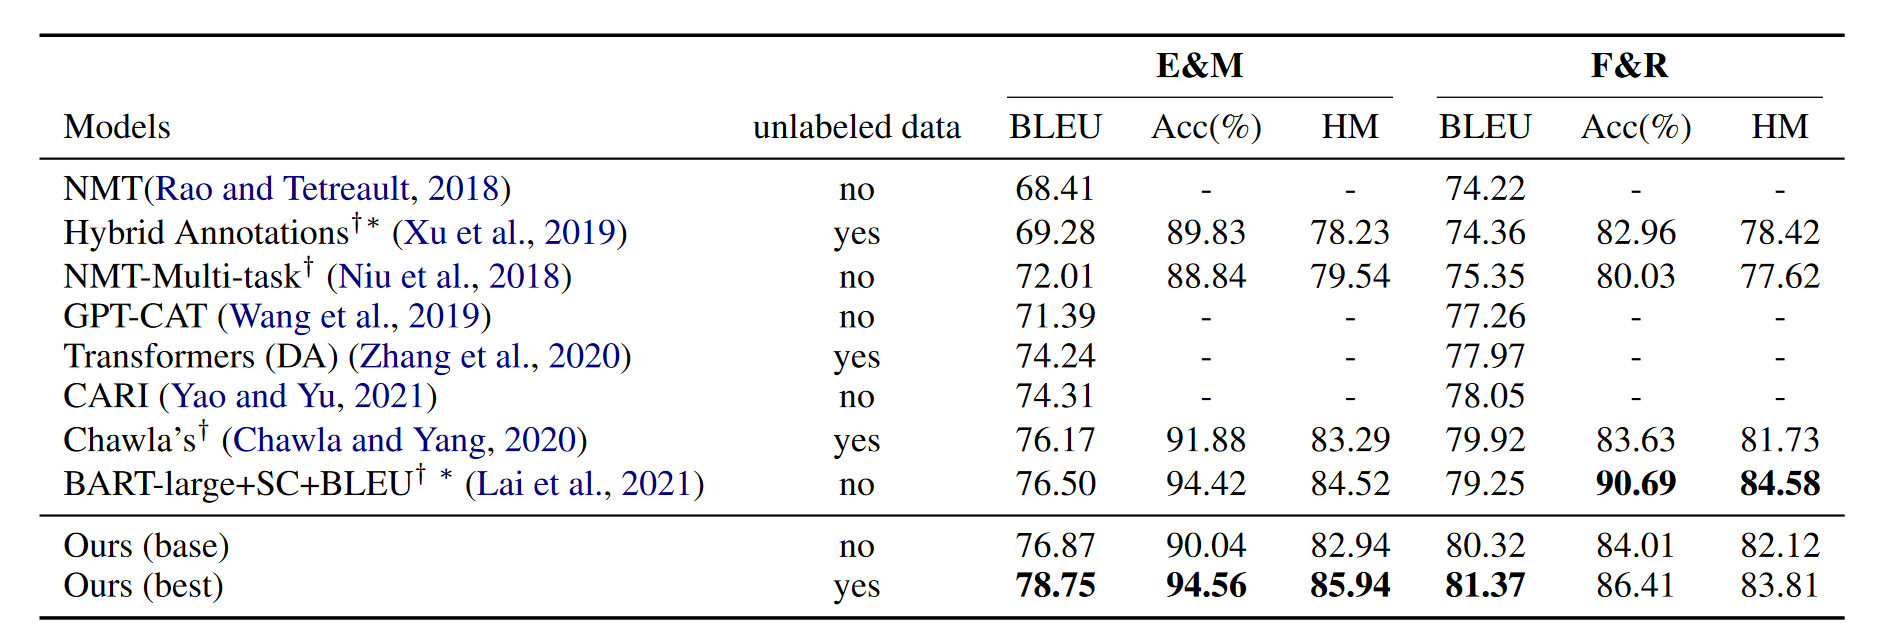 E&M F&R
Models unlabeled data BLEU Acc(%) HM BLEU Acc(%) HM
NMT(Rao and Tetreault, 2018) no 68.41 - - 74.22 - -
Hybrid Annotations†* (Xu et al., 2019) yes 69.28 89.83 78.23 74.36 82.96 78.42
NMT-Multi-task† (Niu et al., 2018) no 72.01 88.84 79.54 75.35 80.03 77.62
GPT-CAT (Wang et al., 2019) no 71.39 - - 77.26 - -
Transformers (DA) (Zhang et al., 2020) yes 74.24 - - 77.97 - -
CARI (Yao and Yu, 2021) no 74.31 - - 78.05 - -
Chawla's† (Chawla and Yang, 2020) yes 76.17 91.88 83.29 79.92 83.63 81.73
BART-large+SC+BLEU† * (Lai et al., 2021) no 76.50 94.42 84.52 79.25 90.69 84.58
Ours (base) no 76.87 90.04 82.94 80.32 84.01 82.12
Ours (best) yes 78.75 94.56 85.94 81.37 86.41 83.81